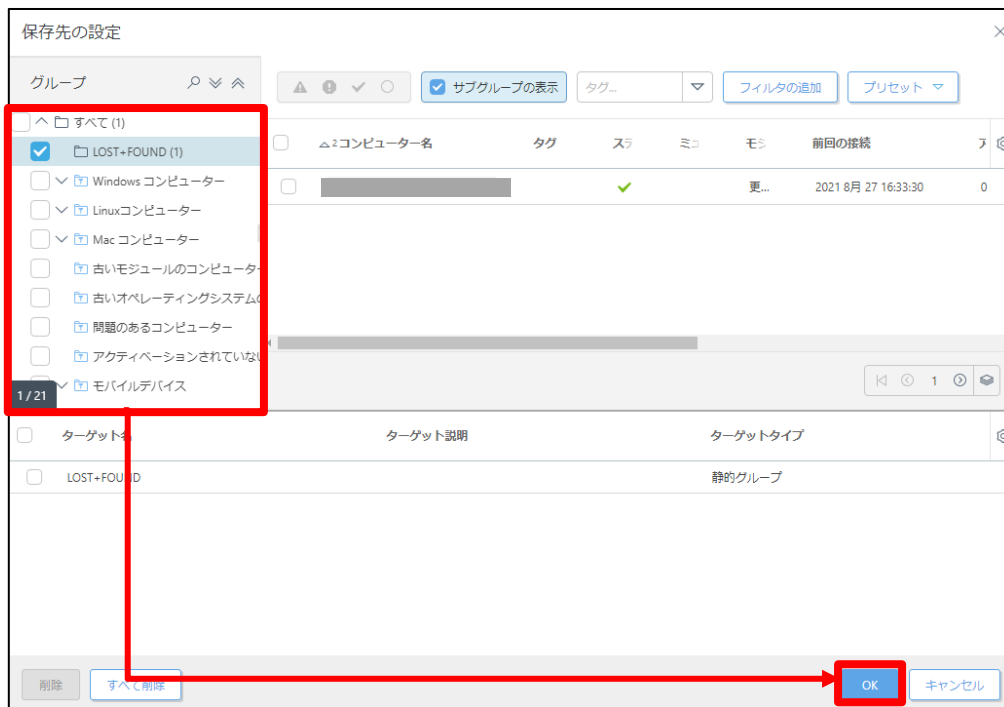 保存先の設定
グループ
サブグループの表示
タグ...
フィルタの追加
プリセット
すべて (1)
LOST+FOUND (1)
Windows コンピューター
Linuxコンピューター
Mac コンピューター
古いモジュールのコンピューター
古いオペレーティングシステムの
問題のあるコンピューター
アクティベーションされていない
モバイルデバイス
1 / 21
2 コンピューター名 タグ ステ ミュ モジ 前回の接続 ア
更... 2021 8月 27 16:33:30 0
1
ターゲット名 ターゲット説明 ターゲットタイプ
LOST+FOUND 静的グループ
削除 すべて削除 OK キャンセル